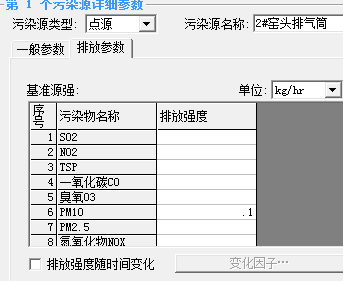 第 1 个污染源详细参数
污染源类型: 点源 污染源名称: 2#窑头排气筒
一般参数 排放参数
基准源强: 单位: kg/hr
序号 污染物名称 排放强度
1 SO2
2 NO2
3 TSP
4 一氧化碳CO
5 臭氧O3
6 PM10 .1
7 PM2.5
8 氮氧化物NOX
排放强度随时间变化 变化因子…